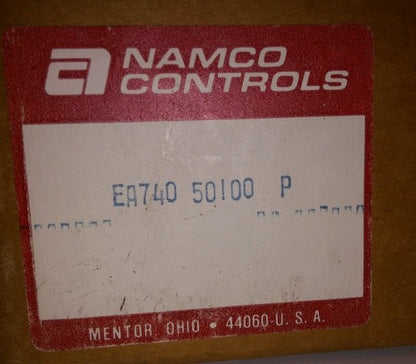 NAMCO
CONTROLS
EA740 50100 P
MENTOR, OHIO • 44060 U. S. A.